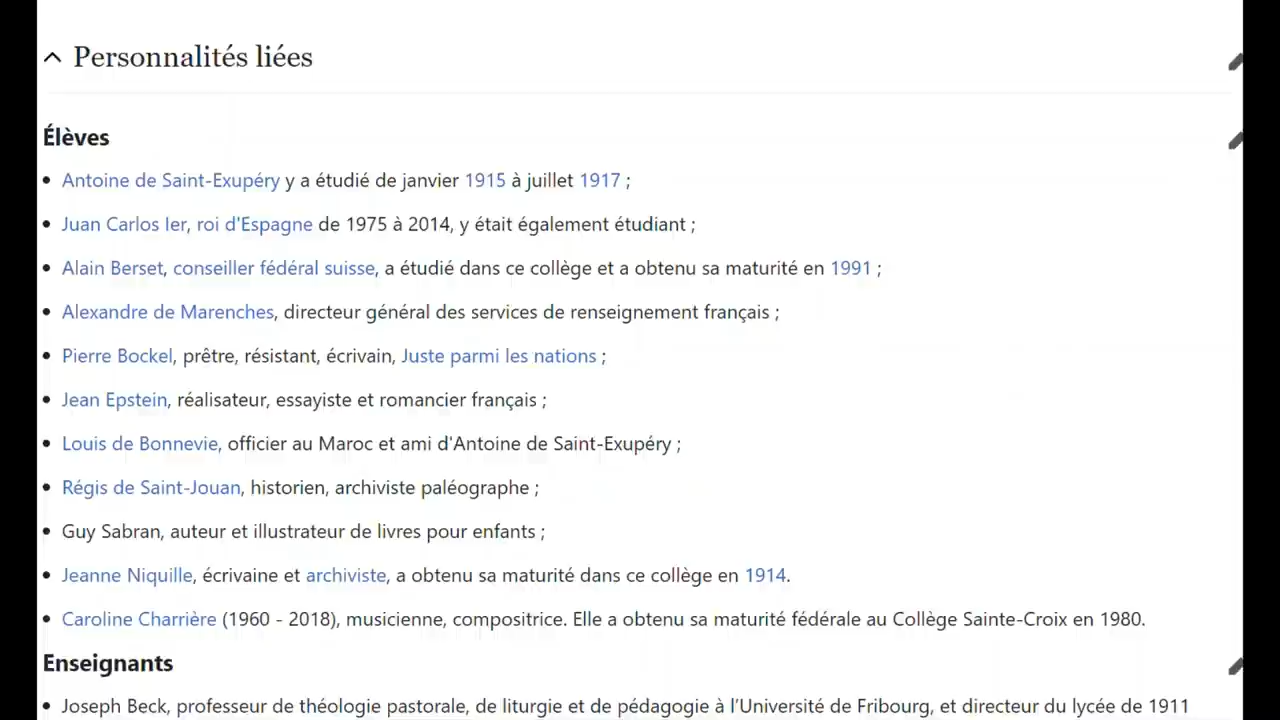 Personnalités liées
Élèves
Antoine de Saint-Exupéry y a étudié de janvier 1915 à juillet 1917 ;
Juan Carlos Ier, roi d'Espagne de 1975 à 2014, y était également étudiant ;
Alain Berset, conseiller fédéral suisse, a étudié dans ce collège et a obtenu sa maturité en 1991 ;
Alexandre de Marenches, directeur général des services de renseignement français ;
Pierre Bockel, prêtre, résistant, écrivain, Juste parmi les nations ;
Jean Epstein, réalisateur, essayiste et romancier français ;
Louis de Bonnevie, officier au Maroc et ami d'Antoine de Saint-Exupéry ;
Régis de Saint-Jouan, historien, archiviste paléographe ;
Guy Sabran, auteur et illustrateur de livres pour enfants ;
Jeanne Niquille, écrivaine et archiviste, a obtenu sa maturité dans ce collège en 1914.
Caroline Charrière (1960 - 2018), musicienne, compositrice. Elle a obtenu sa maturité fédérale au Collège Sainte-Croix en 1980.
Enseignants
Joseph Beck, professeur de théologie pastorale, de liturgie et de pédagogie à l'Université de Fribourg, et directeur du lycée de 1911